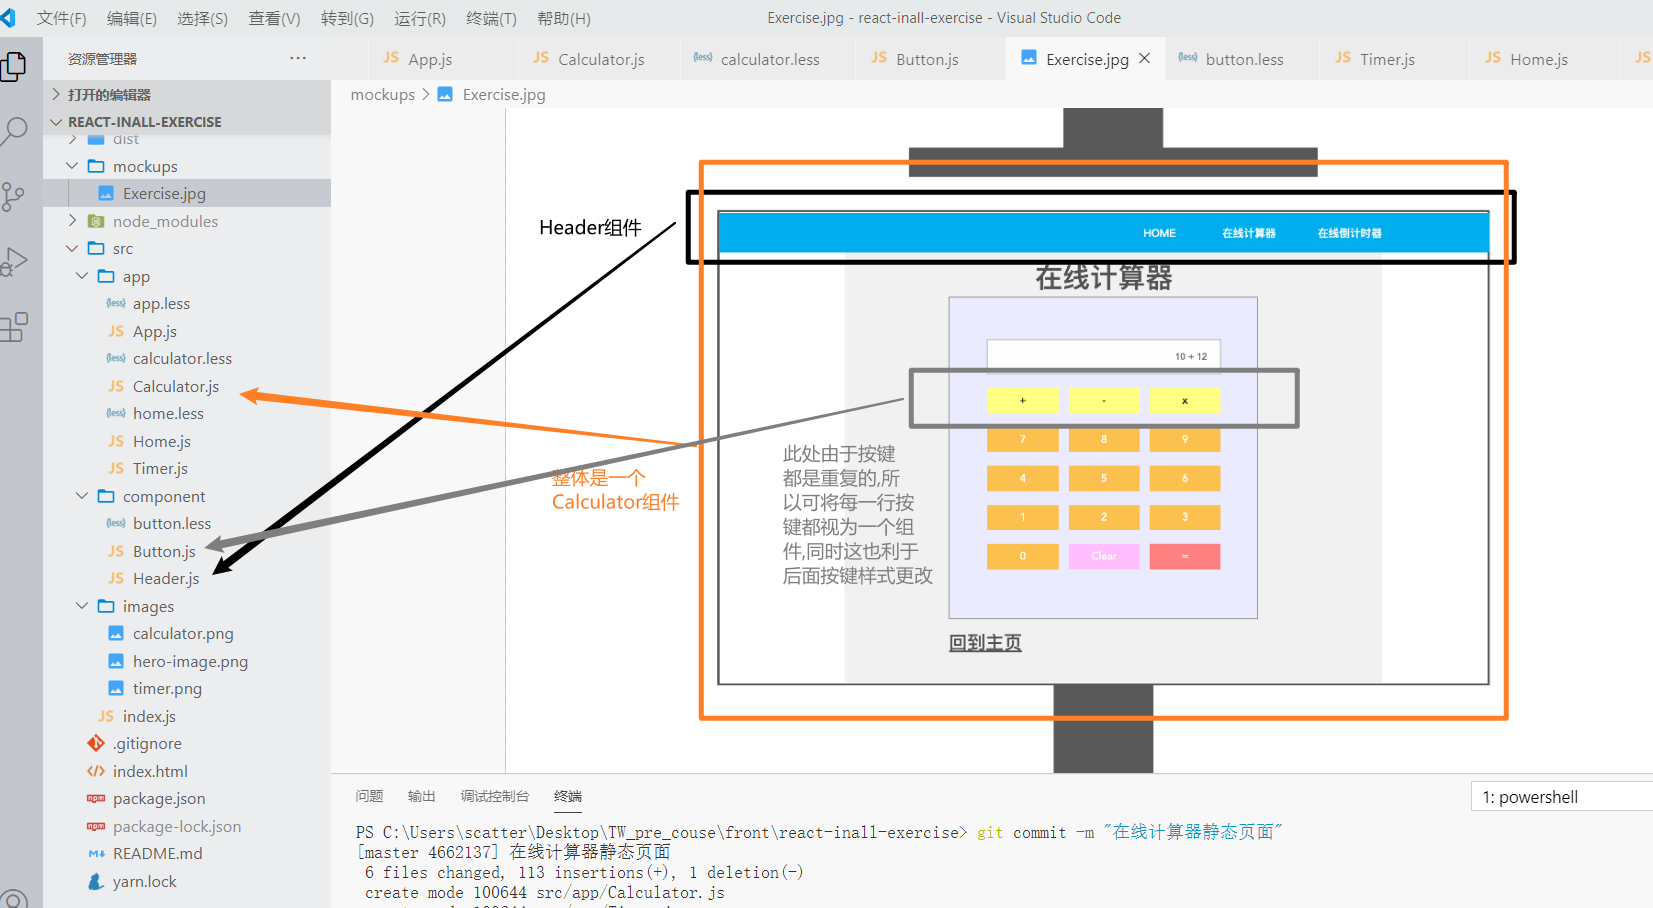 文件(F) 编辑(E) 选择(S) 查看(V) 转到(G) 运行(R) 终端(T) 帮助(H) Exercise.jpg - react-inall-exercise - Visual Studio Code
资源管理器 ···
JS App.js JS Calculator.js {less} calculator.less JS Button.js Exercise.jpg {less} button.less JS Timer.js JS Home.js JS
mockups > Exercise.jpg
打开的编辑器
REACT-INALL-EXERCISE
dist
mockups
Exercise.jpg
node_modules
src
app
{less} app.less
JS App.js
{less} calculator.less
JS Calculator.js
{less} home.less
JS Home.js
JS Timer.js
component
{less} button.less
JS Button.js
JS Header.js
images
calculator.png
hero-image.png
timer.png
JS index.js
.gitignore
index.html
npm package.json
npm package-lock.json
M README.md
yarn.lock
Header组件
HOME 在线计算器 在线倒计时器
在线计算器
10 + 12
+ - x
7 8 9
4 5 6
1 2 3
0 Clear =
回到主页
整体是一个
Calculator组件
此处由于按键
都是重复的,所
以可将每一行按
键都视为一个组
件,同时这也利于
后面按键样式更改
问题 输出 调试控制台 终端 1: powershell
PS C:\Users\scatter\Desktop\TW_pre_couse\front\react-inall-exercise> git commit -m "在线计算器静态页面"
[master 4662137] 在线计算器静态页面
6 files changed, 113 insertions(+), 1 deletion(-)
create mode 100644 src/app/Calculator.js